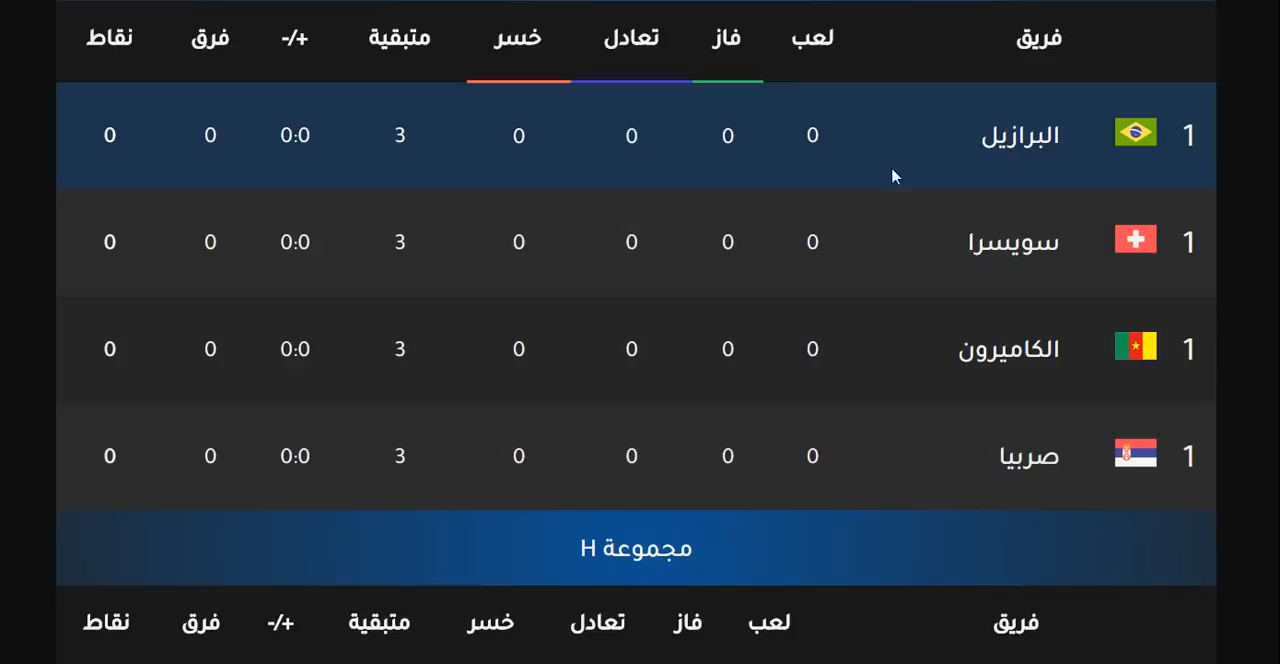 فريق لعب فاز تعادل خسر متبقية +/- فرق نقاط
1 البرازيل 0 0 0 0 3 0:0 0 0
1 سويسرا 0 0 0 0 3 0:0 0 0
1 الكاميرون 0 0 0 0 3 0:0 0 0
1 صربيا 0 0 0 0 3 0:0 0 0
مجموعة H
فريق لعب فاز تعادل خسر متبقية +/- فرق نقاط